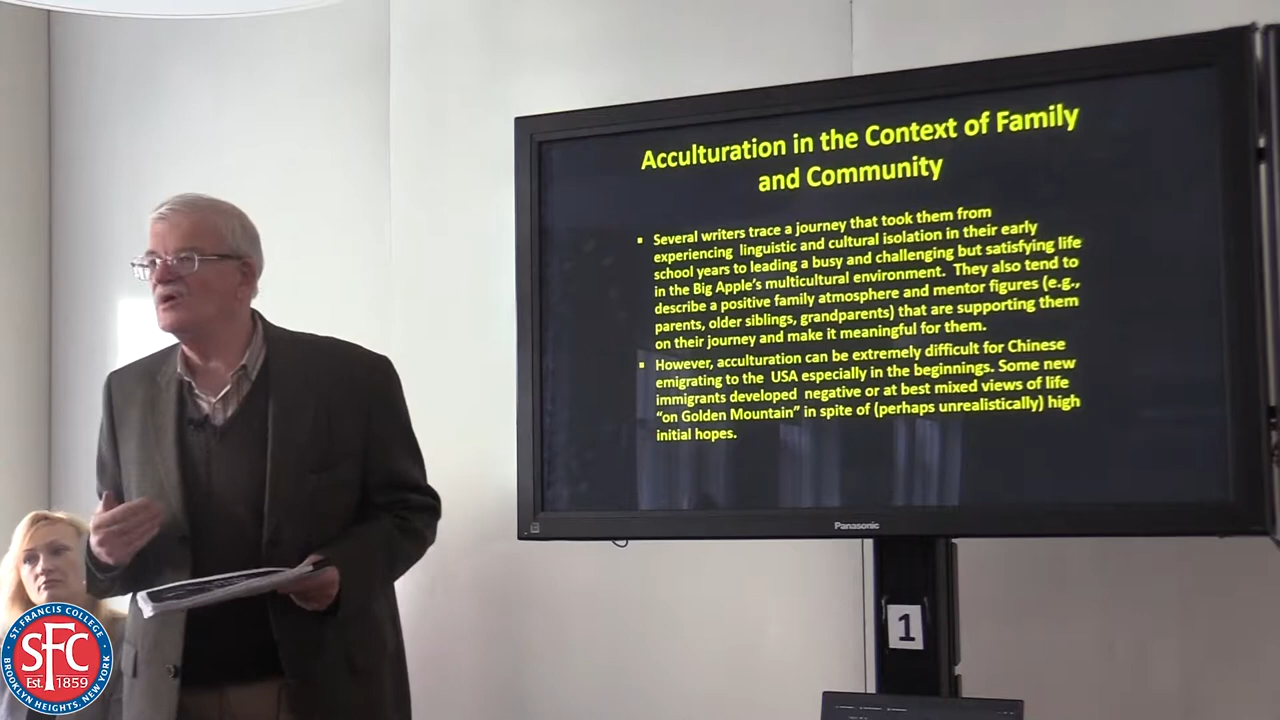 Acculturation in the Context of Family
and Community
▪ Several writers trace a journey that took them from
experiencing linguistic and cultural isolation in their early
school years to leading a busy and challenging but satisfying life
in the Big Apple's multicultural environment. They also tend to
describe a positive family atmosphere and mentor figures (e.g.,
parents, older siblings, grandparents) that are supporting them
on their journey and make it meaningful for them.
▪ However, acculturation can be extremely difficult for Chinese
emigrating to the USA especially in the beginnings. Some new
immigrants developed negative or at best mixed views of life
"on Golden Mountain" in spite of (perhaps unrealistically) high
initial hopes.
Panasonic
1
ST. FRANCIS COLLEGE
SFC
EST. 1859
BROOKLYN HEIGHTS, NEW YORK